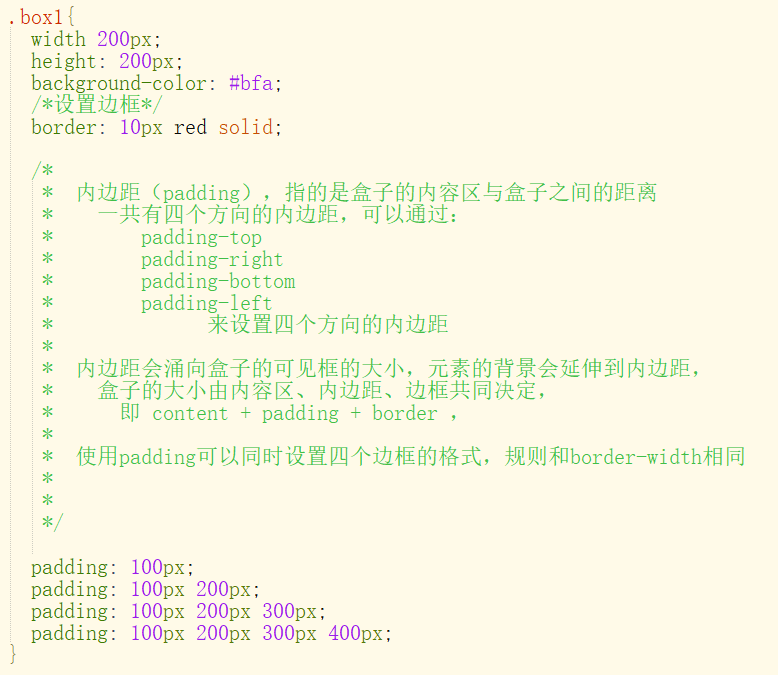 .box1{
width 200px;
height: 200px;
background-color: #bfa;
/*设置边框*/
border: 10px red solid;
/*
* 内边距（padding），指的是盒子的内容区与盒子之间的距离
* 一共有四个方向的内边距，可以通过：
* padding-top
* padding-right
* padding-bottom
* padding-left
* 来设置四个方向的内边距
*
* 内边距会涌向盒子的可见框的大小，元素的背景会延伸到内边距，
* 盒子的大小由内容区、内边距、边框共同决定，
* 即 content + padding + border ，
*
* 使用padding可以同时设置四个边框的格式，规则和border-width相同
*
*
*/
padding: 100px;
padding: 100px 200px;
padding: 100px 200px 300px;
padding: 100px 200px 300px 400px;
}